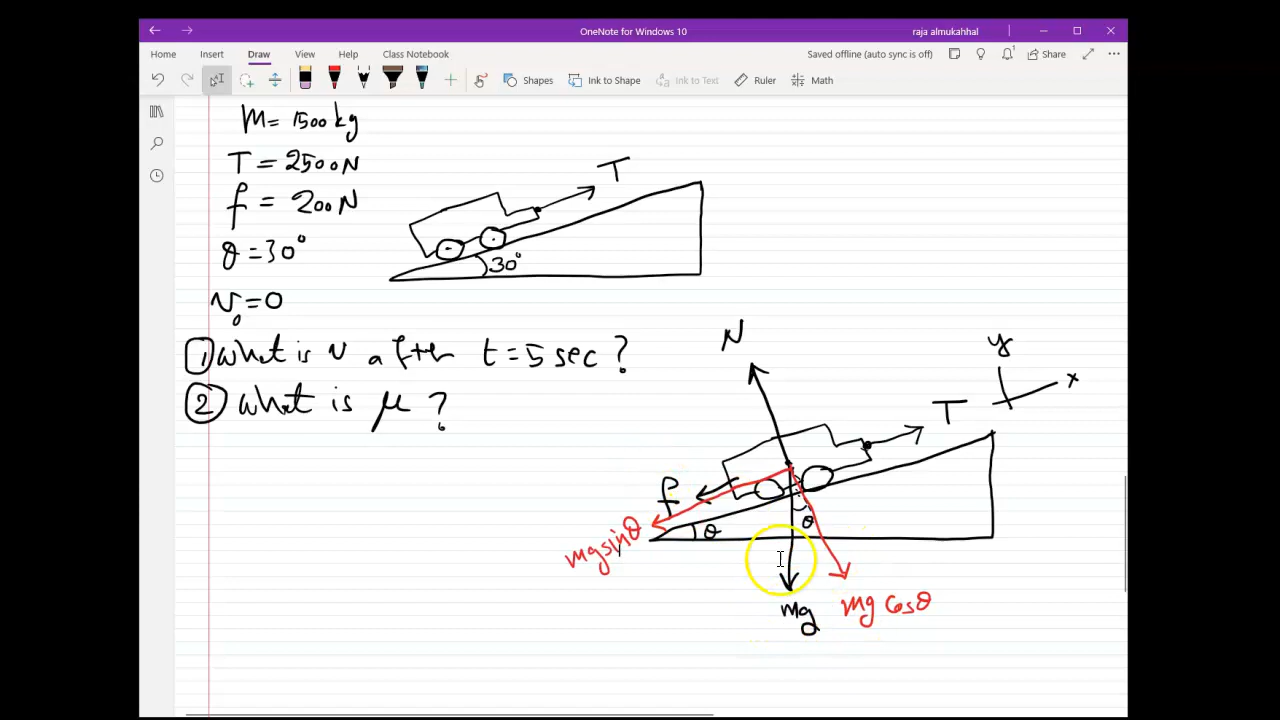 OneNote for Windows 10
raja almukahhal
Home Insert Draw View Help Class Notebook
Saved offline (auto sync is off)
Share
Shapes Ink to Shape Ink to Text Ruler Math
M = 1500 kg
T = 2500 N
f = 200 N
θ = 30°
v₀ = 0
T
30°
① What is v after t = 5 sec ?
② What is μ ?
N
y
x
T
f
θ
θ
mg sinθ
mg
mg cosθ